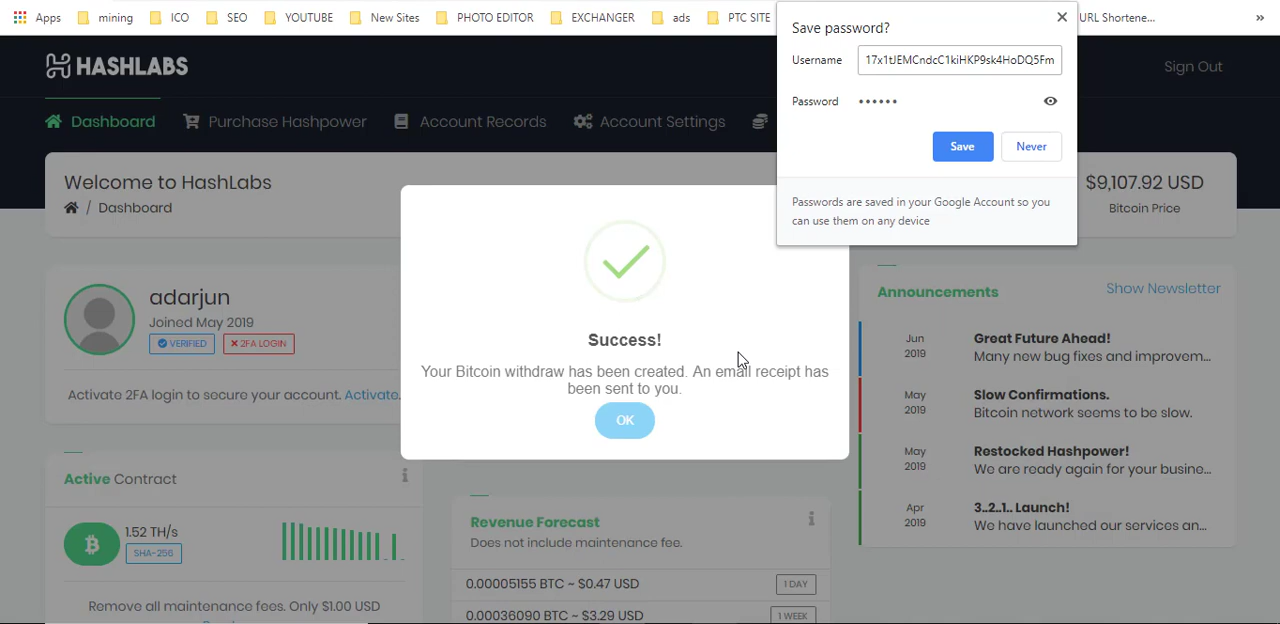 Apps
mining
ICO
SEO
YOUTUBE
New Sites
PHOTO EDITOR
EXCHANGER
ads
PTC SITE
URL Shortene...
»
Save password?
Username 17x1tJEMCndcC1kiHKP9sk4HoDQ5Fm
Password ••••••
Save Never
Passwords are saved in your Google Account so you
can use them on any device
HASHLABS
Sign Out
Dashboard
Purchase Hashpower
Account Records
Account Settings
Welcome to HashLabs
/ Dashboard
$9,107.92 USD
Bitcoin Price
adarjun
Joined May 2019
VERIFIED
2FA LOGIN
Activate 2FA login to secure your account. Activate.
Success!
Your Bitcoin withdraw has been created. An email receipt has
been sent to you.
OK
Announcements
Show Newsletter
Jun
2019
Great Future Ahead!
Many new bug fixes and improvem...
May
2019
Slow Confirmations.
Bitcoin network seems to be slow.
May
2019
Restocked Hashpower!
We are ready again for your busine...
Apr
2019
3..2..1.. Launch!
We have launched our services an...
Active Contract
1.52 TH/s
SHA-256
Remove all maintenance fees. Only $1.00 USD
Revenue Forecast
Does not include maintenance fee.
0.00005155 BTC ~ $0.47 USD
1 DAY
0.00036090 BTC ~ $3.29 USD
1 WEEK